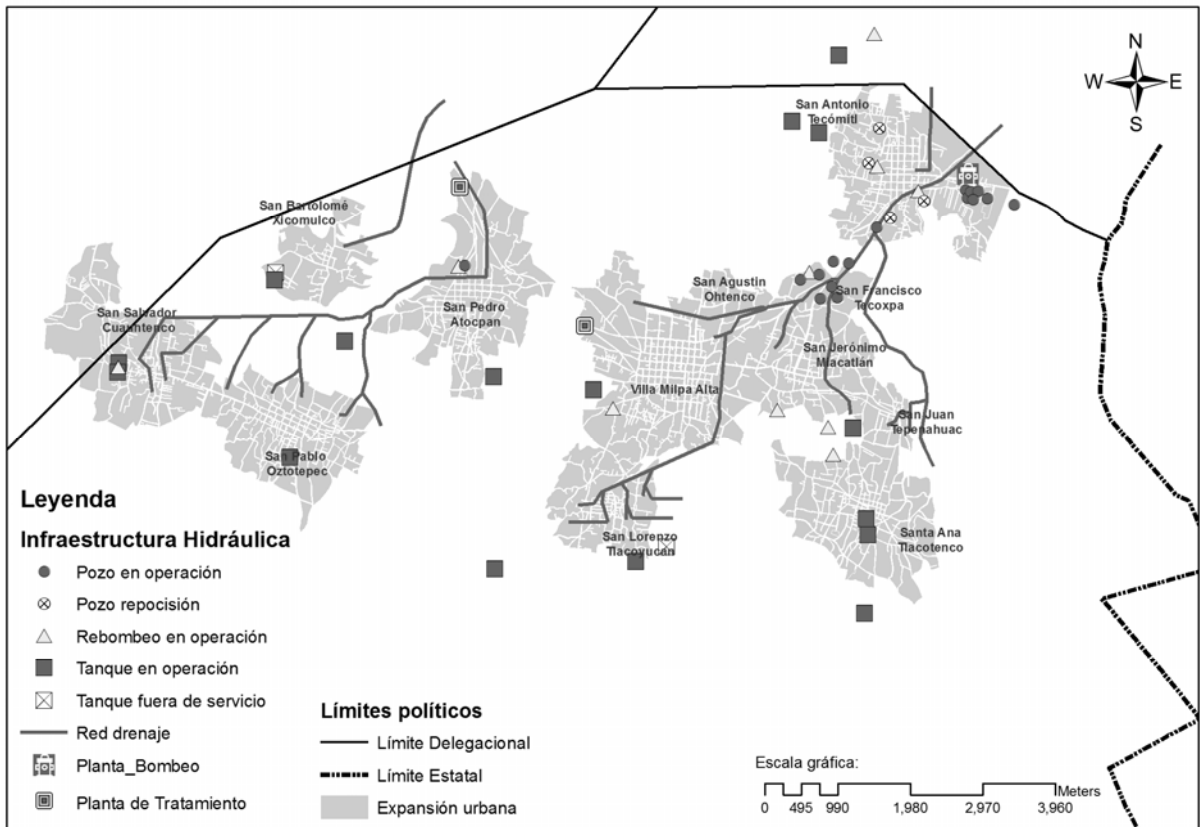 N
W E
S
San Antonio
Tecómitl
San Bartolomé
Xicomulco
San Salvador
Cuauhtenco
San Pedro
Atocpan
San Agustin
Ohtenco
San Francisco
Tecoxpa
San Jerónimo
Miacatlán
Villa Milpa Alta
San Juan
Tepenahuac
San Pablo
Oztotepec
San Lorenzo
Tlacoyucan
Santa Ana
Tlacotenco
Leyenda
Infraestructura Hidráulica
Pozo en operación
Pozo repocisión
Rebombeo en operación
Tanque en operación
Tanque fuera de servicio
Red drenaje
Planta_Bombeo
Planta de Tratamiento
Límites políticos
Límite Delegacional
Límite Estatal
Expansión urbana
Escala gráfica:
Meters
0 495 990 1,980 2,970 3,960